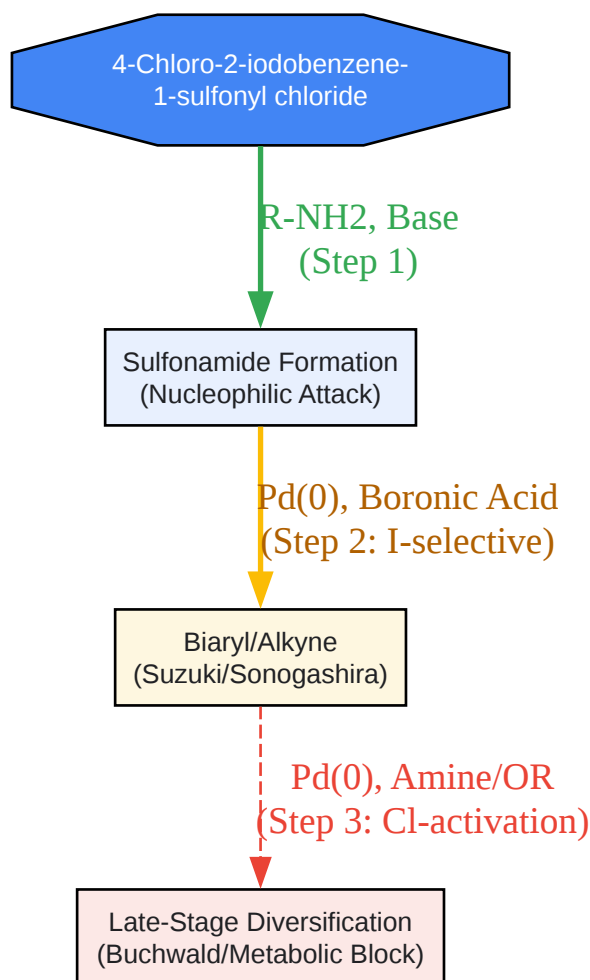 4-Chloro-2-iodobenzene-
1-sulfonyl chloride
R-NH2, Base
(Step 1)
Sulfonamide Formation
(Nucleophilic Attack)
Pd(0), Boronic Acid
(Step 2: I-selective)
Biaryl/Alkyne
(Suzuki/Sonogashira)
Pd(0), Amine/OR
(Step 3: Cl-activation)
Late-Stage Diversification
(Buchwald/Metabolic Block)